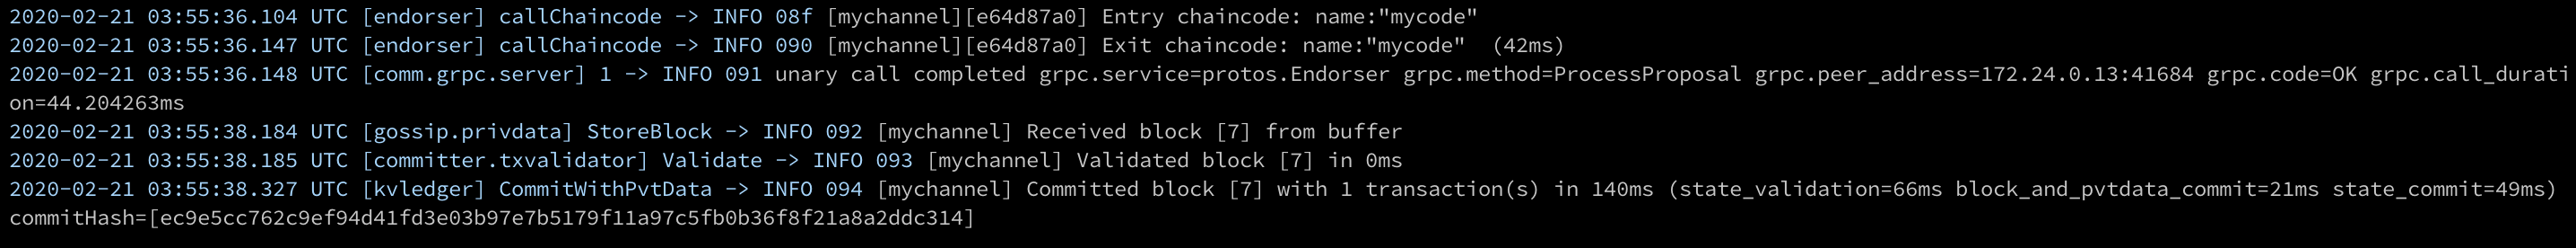 2020-02-21 03:55:36.104 UTC [endorser] callChaincode -> INFO 08f [mychannel][e64d87a0] Entry chaincode: name:"mycode"
2020-02-21 03:55:36.147 UTC [endorser] callChaincode -> INFO 090 [mychannel][e64d87a0] Exit chaincode: name:"mycode"  (42ms)
2020-02-21 03:55:36.148 UTC [comm.grpc.server] 1 -> INFO 091 unary call completed grpc.service=protos.Endorser grpc.method=ProcessProposal grpc.peer_address=172.24.0.13:41684 grpc.code=OK grpc.call_durati
on=44.204263ms
2020-02-21 03:55:38.184 UTC [gossip.privdata] StoreBlock -> INFO 092 [mychannel] Received block [7] from buffer
2020-02-21 03:55:38.185 UTC [committer.txvalidator] Validate -> INFO 093 [mychannel] Validated block [7] in 0ms
2020-02-21 03:55:38.327 UTC [kvledger] CommitWithPvtData -> INFO 094 [mychannel] Committed block [7] with 1 transaction(s) in 140ms (state_validation=66ms block_and_pvtdata_commit=21ms state_commit=49ms)
commitHash=[ec9e5cc762c9ef94d41fd3e03b97e7b5179f11a97c5fb0b36f8f21a8a2ddc314]